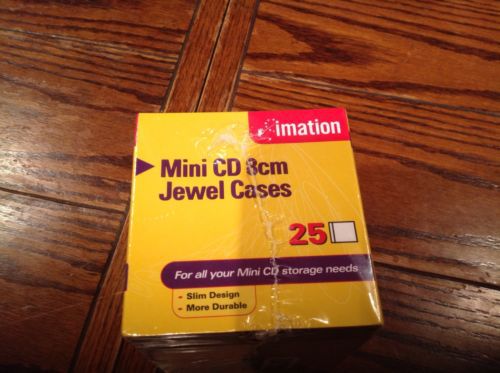 imation
Mini CD 8cm
Jewel Cases
25
For all your Mini CD storage needs
- Slim Design
- More Durable